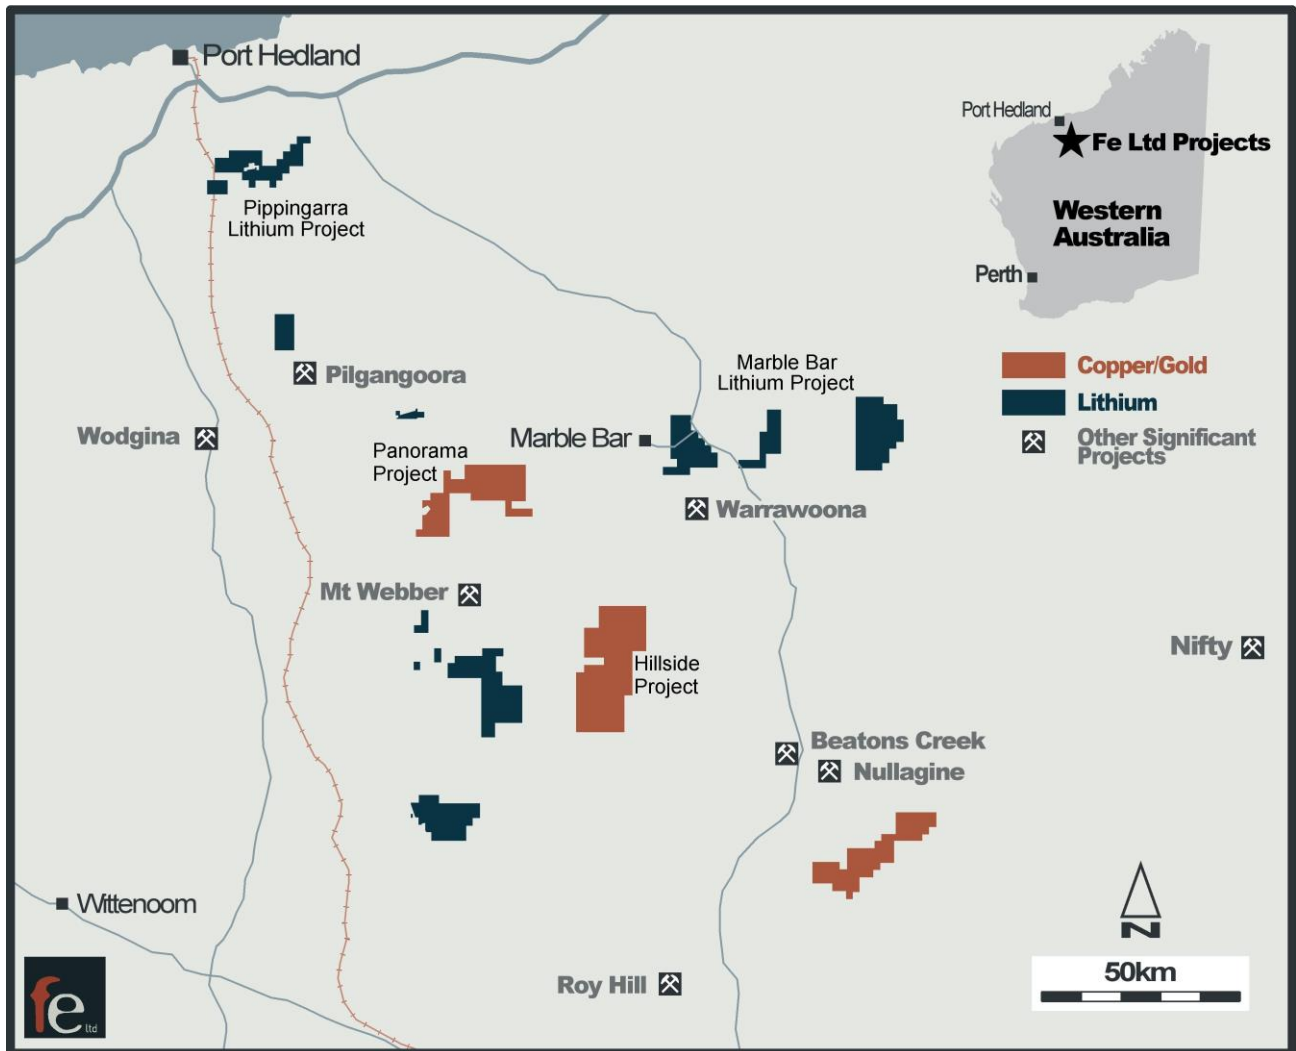 Port Hedland
Port Hedland
Fe Ltd Projects
Western
Australia
Perth
Pippingarra
Lithium Project
Pilgangoora
Marble Bar
Lithium Project
Copper/Gold
Lithium
Other Significant
Projects
Wodgina
Marble Bar
Panorama
Project
Warrawoona
Mt Webber
Nifty
Hillside
Project
Beatons Creek
Nullagine
Wittenoom
Roy Hill
N
50km
fe
ltd